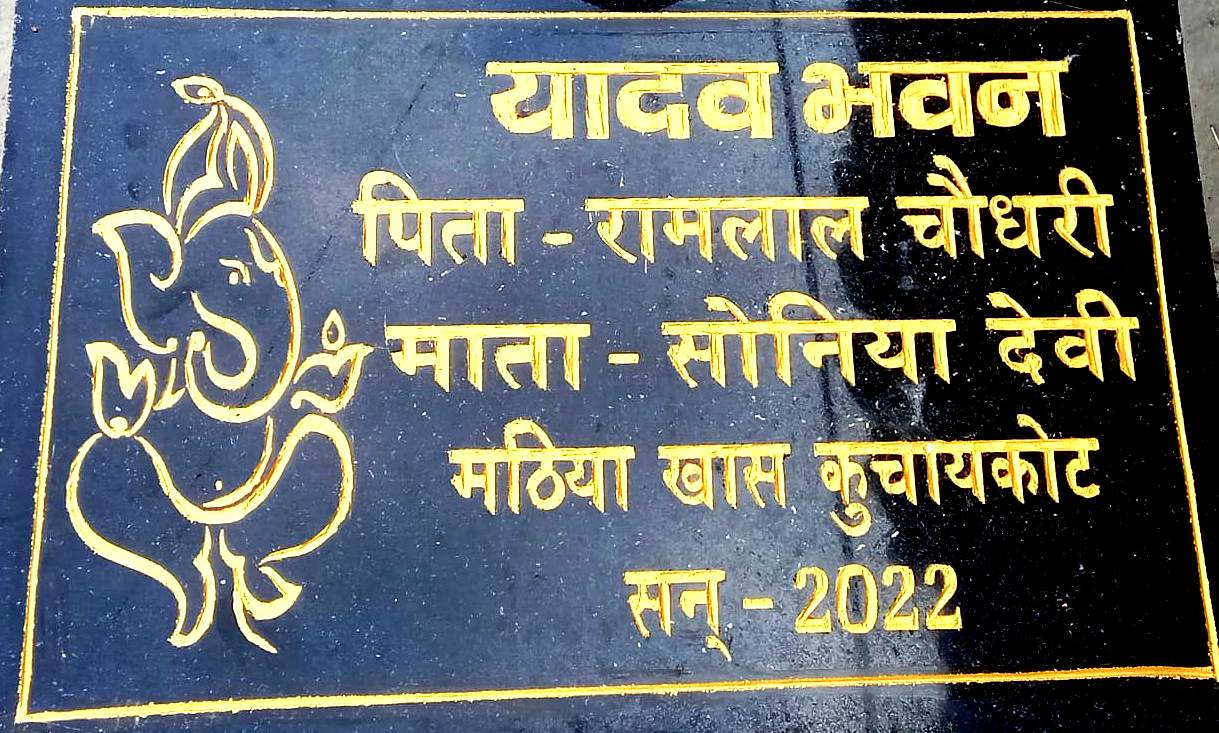 यादव भवन
पिता - रामलाल चौधरी
माता - सोनिया देवी
मठिया खास कुचायकोट
सन् - 2022